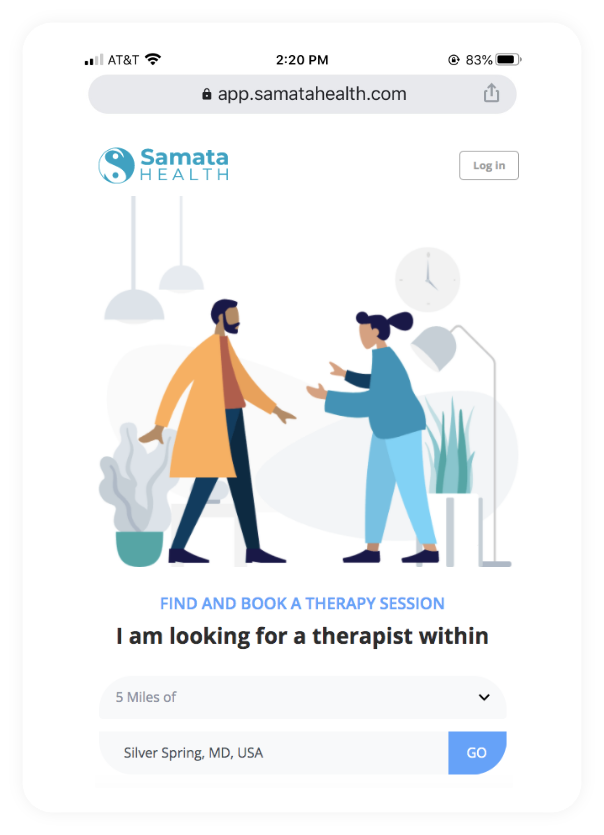 AT&T 2:20 PM 83%
app.samatahealth.com
Samata
HEALTH
Log in
FIND AND BOOK A THERAPY SESSION
I am looking for a therapist within
5 Miles of
Silver Spring, MD, USA GO